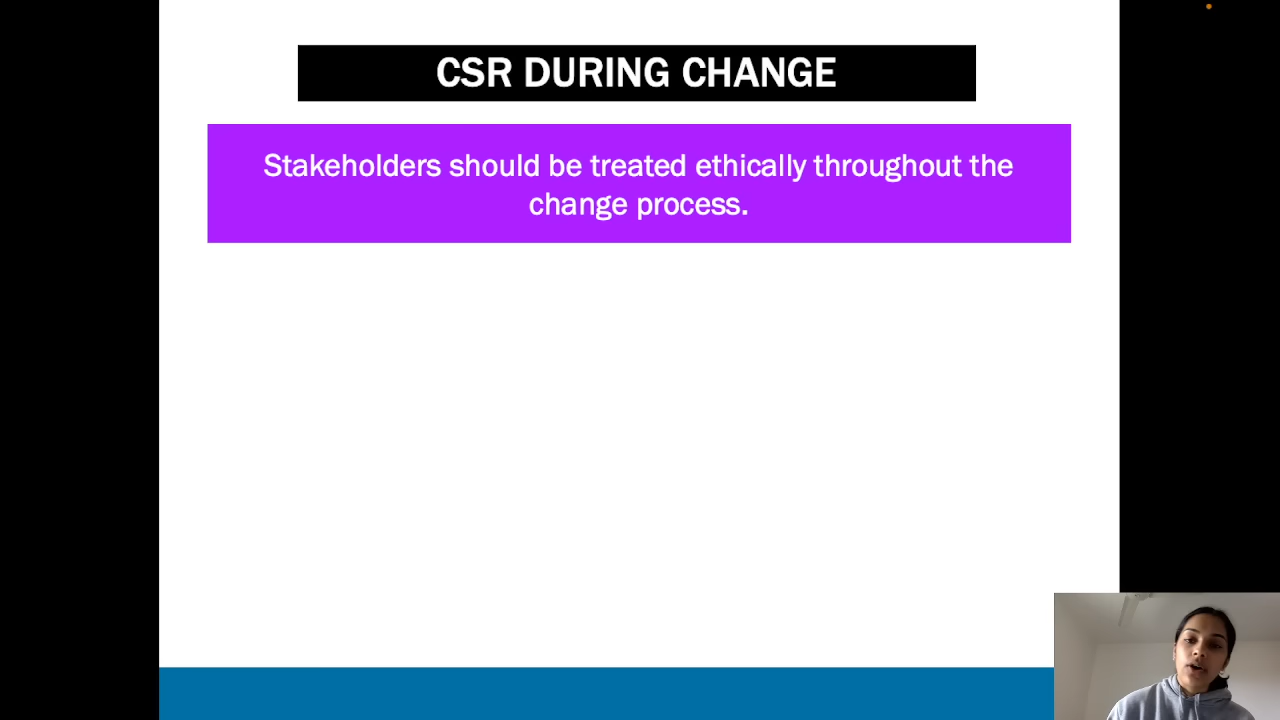 CSR DURING CHANGE
Stakeholders should be treated ethically throughout the
change process.